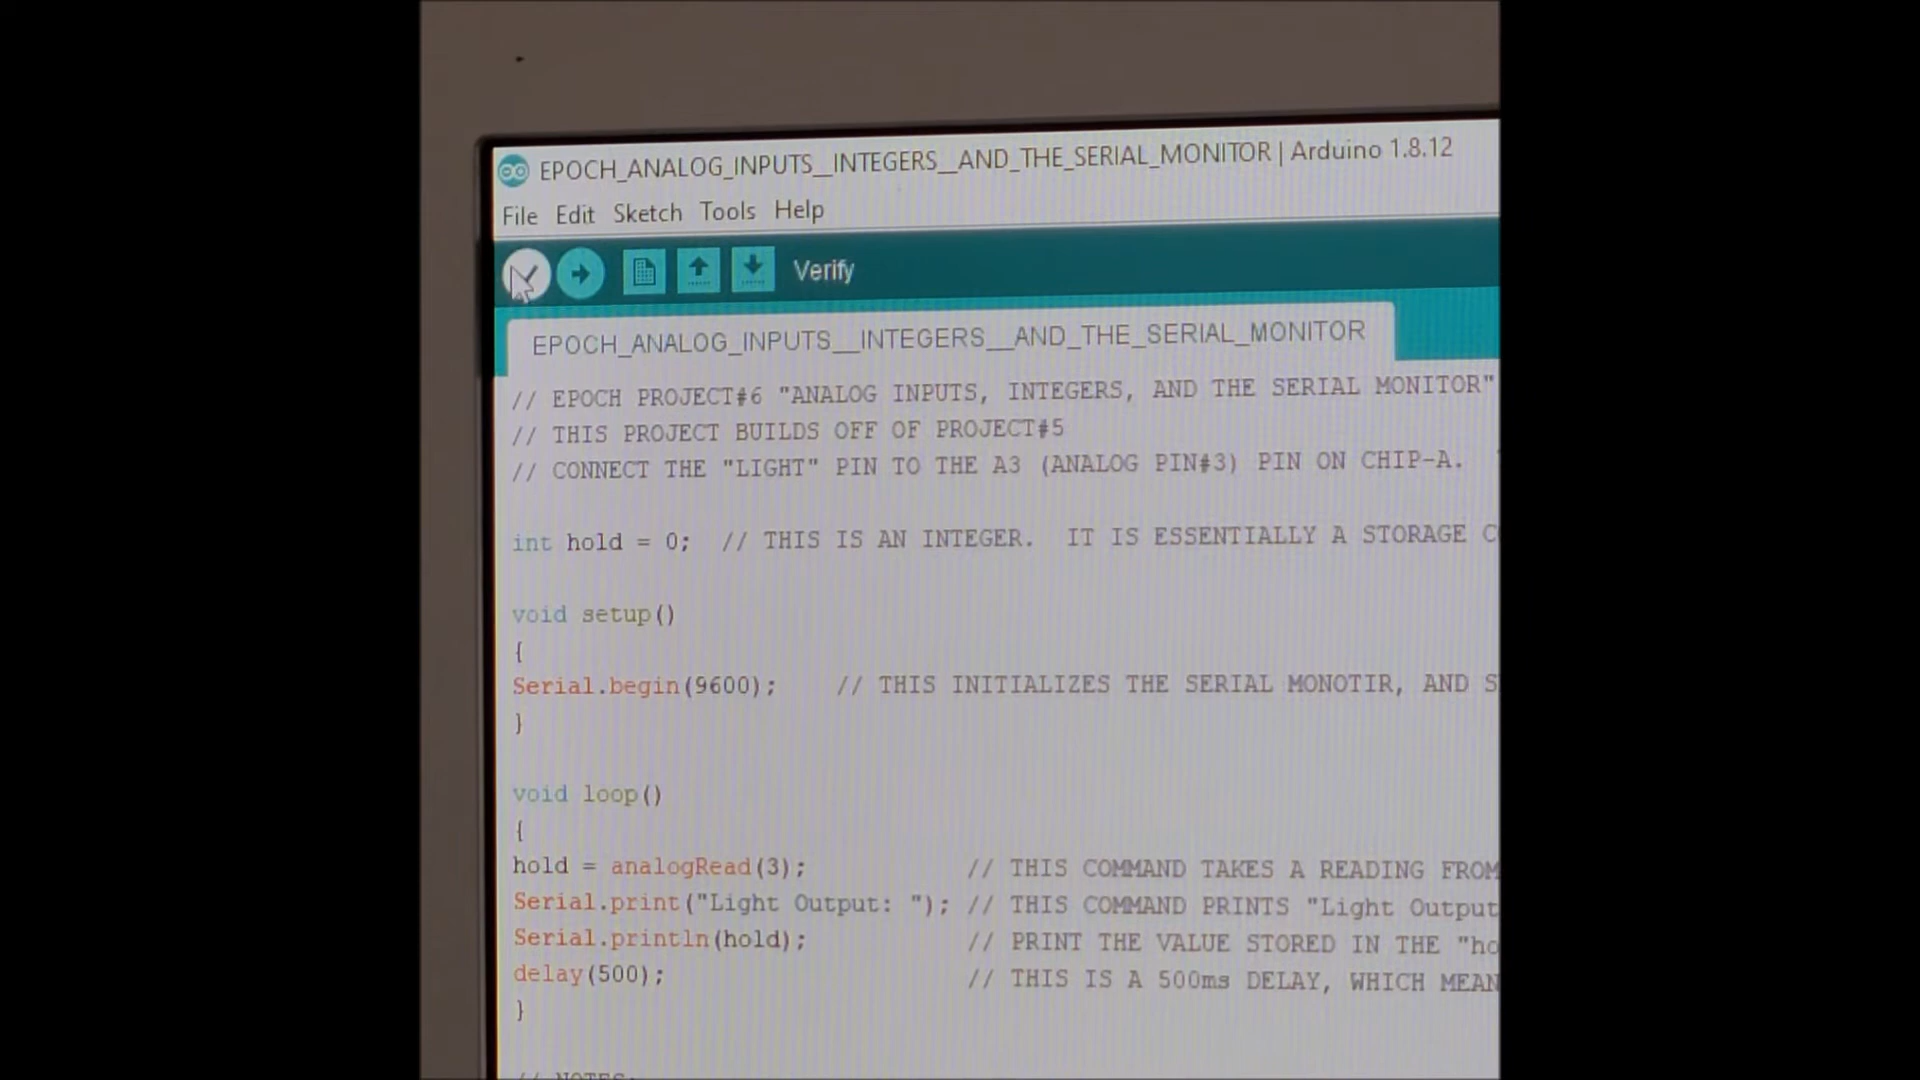 EPOCH_ANALOG_INPUTS__INTEGERS__AND_THE_SERIAL_MONITOR | Arduino 1.8.12
File Edit Sketch Tools Help
Verify
EPOCH_ANALOG_INPUTS__INTEGERS__AND_THE_SERIAL_MONITOR
// EPOCH PROJECT#6 "ANALOG INPUTS, INTEGERS, AND THE SERIAL MONITOR"
// THIS PROJECT BUILDS OFF OF PROJECT#5
// CONNECT THE "LIGHT" PIN TO THE A3 (ANALOG PIN#3) PIN ON CHIP-A.
int hold = 0; // THIS IS AN INTEGER. IT IS ESSENTIALLY A STORAGE
void setup()
{
Serial.begin(9600); // THIS INITIALIZES THE SERIAL MONOTIR, AND S
}
void loop()
{
hold = analogRead(3); // THIS COMMAND TAKES A READING FROM
Serial.print("Light Output: "); // THIS COMMAND PRINTS "Light Output
Serial.println(hold); // PRINT THE VALUE STORED IN THE "ho
delay(500); // THIS IS A 500ms DELAY, WHICH MEAN
}
// NOTES: